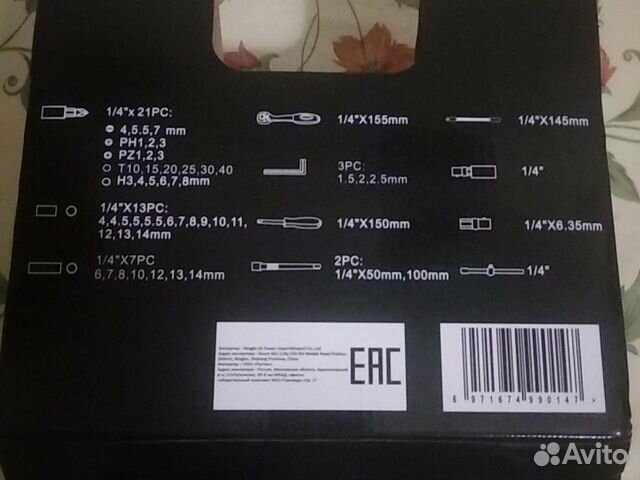 1/4"x 21PC:
4,5.5,7 mm
PH1,2,3
PZ1,2,3
T10,15,20,25,30,40
H3,4,5,6,7,8mm
1/4"X13PC:
4,4.5,5,5.5,6,7,8,9,10,11,
12,13,14mm
1/4"X7PC
6,7,8,10,12,13,14mm
1/4"X155mm
3PC:
1.5,2,2.5mm
1/4"X150mm
2PC:
1/4"X50mm,100mm
1/4"X145mm
1/4"
1/4"X6.35mm
1/4"
EAC
6 971674 990147
Avito